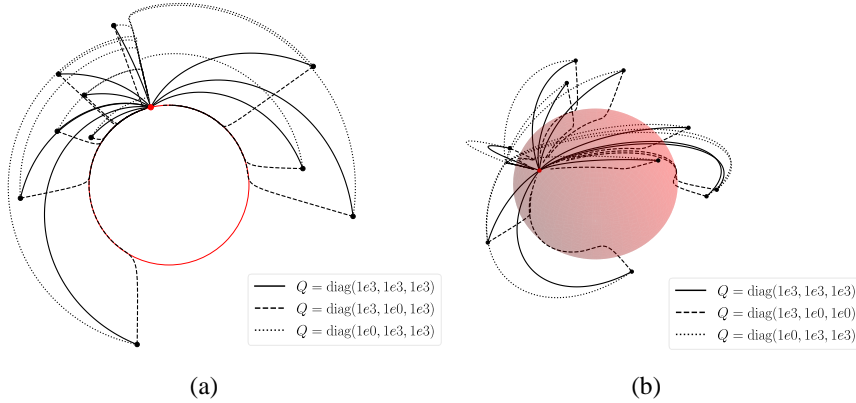 Q = diag(1e3, 1e3, 1e3)
Q = diag(1e3, 1e0, 1e3)
Q = diag(1e0, 1e3, 1e3)
(a)
Q = diag(1e3, 1e3, 1e3)
Q = diag(1e3, 1e0, 1e0)
Q = diag(1e0, 1e3, 1e3)
(b)